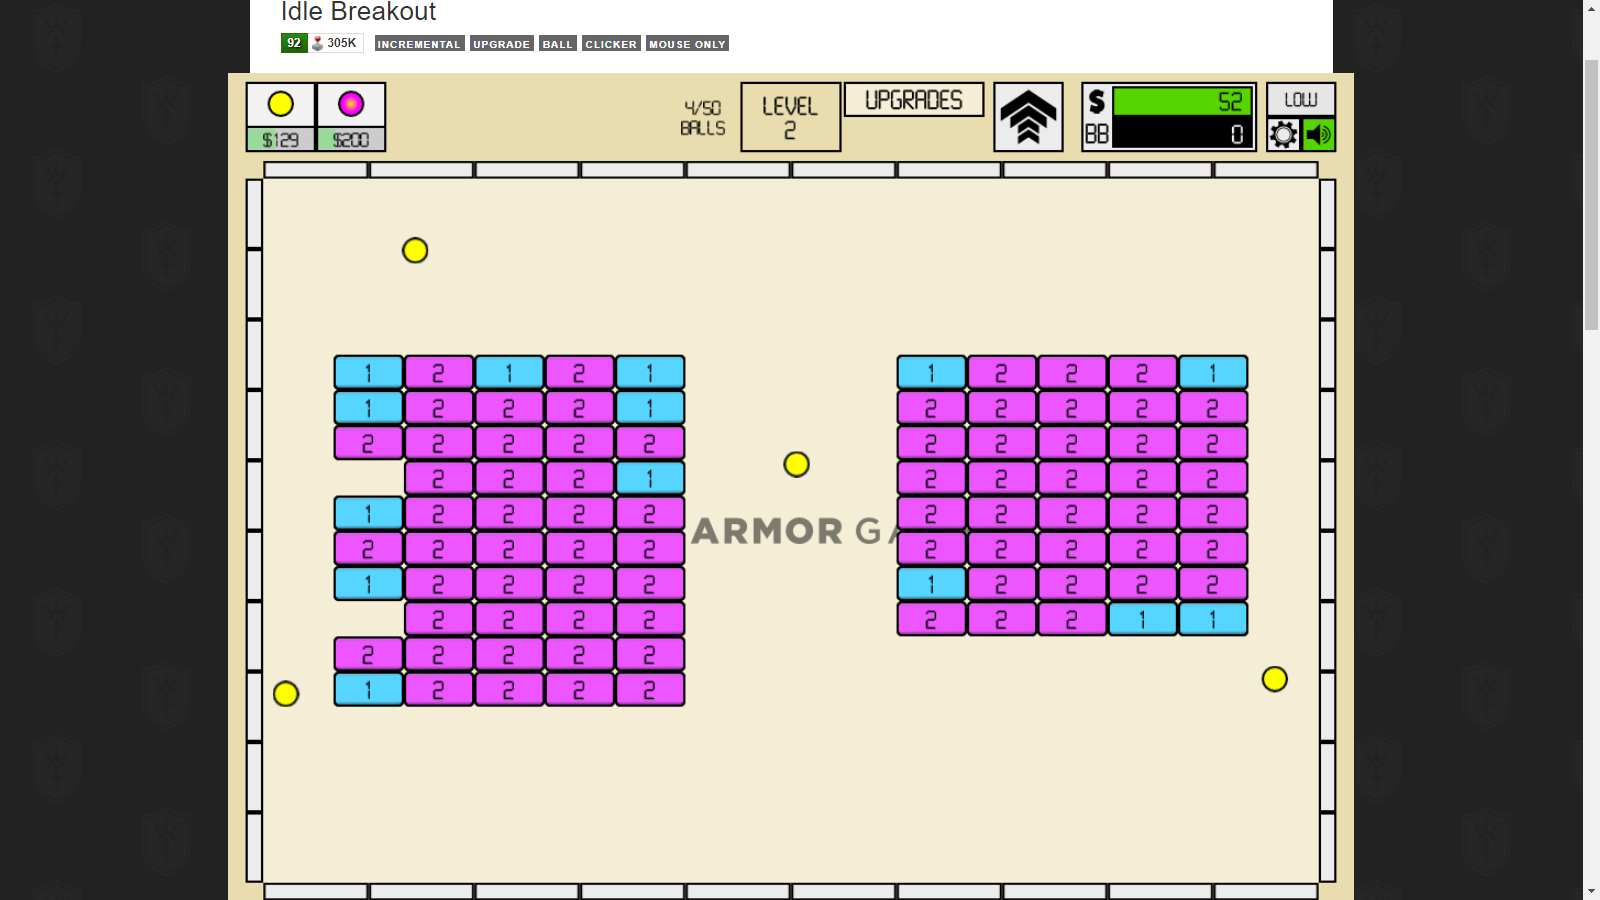 Idle Breakout
92 305K INCREMENTAL UPGRADE BALL CLICKER MOUSE ONLY
$129 $200
4/50
BALLS
LEVEL
2
UPGRADES
$ 52
BB 0
LOW
1 2 1 2 1 1 2 2 2 1
1 2 2 2 1 2 2 2 2 2
2 2 2 2 2 2 2 2 2 2
2 2 2 1 2 2 2 2 2
1 2 2 2 2 2 2 2 2 2
ARMOR GA
2 2 2 2 2 2 2 2 2 2
1 2 2 2 2 1 2 2 2 2
2 2 2 2 2 2 2 1 1
2 2 2 2 2
1 2 2 2 2